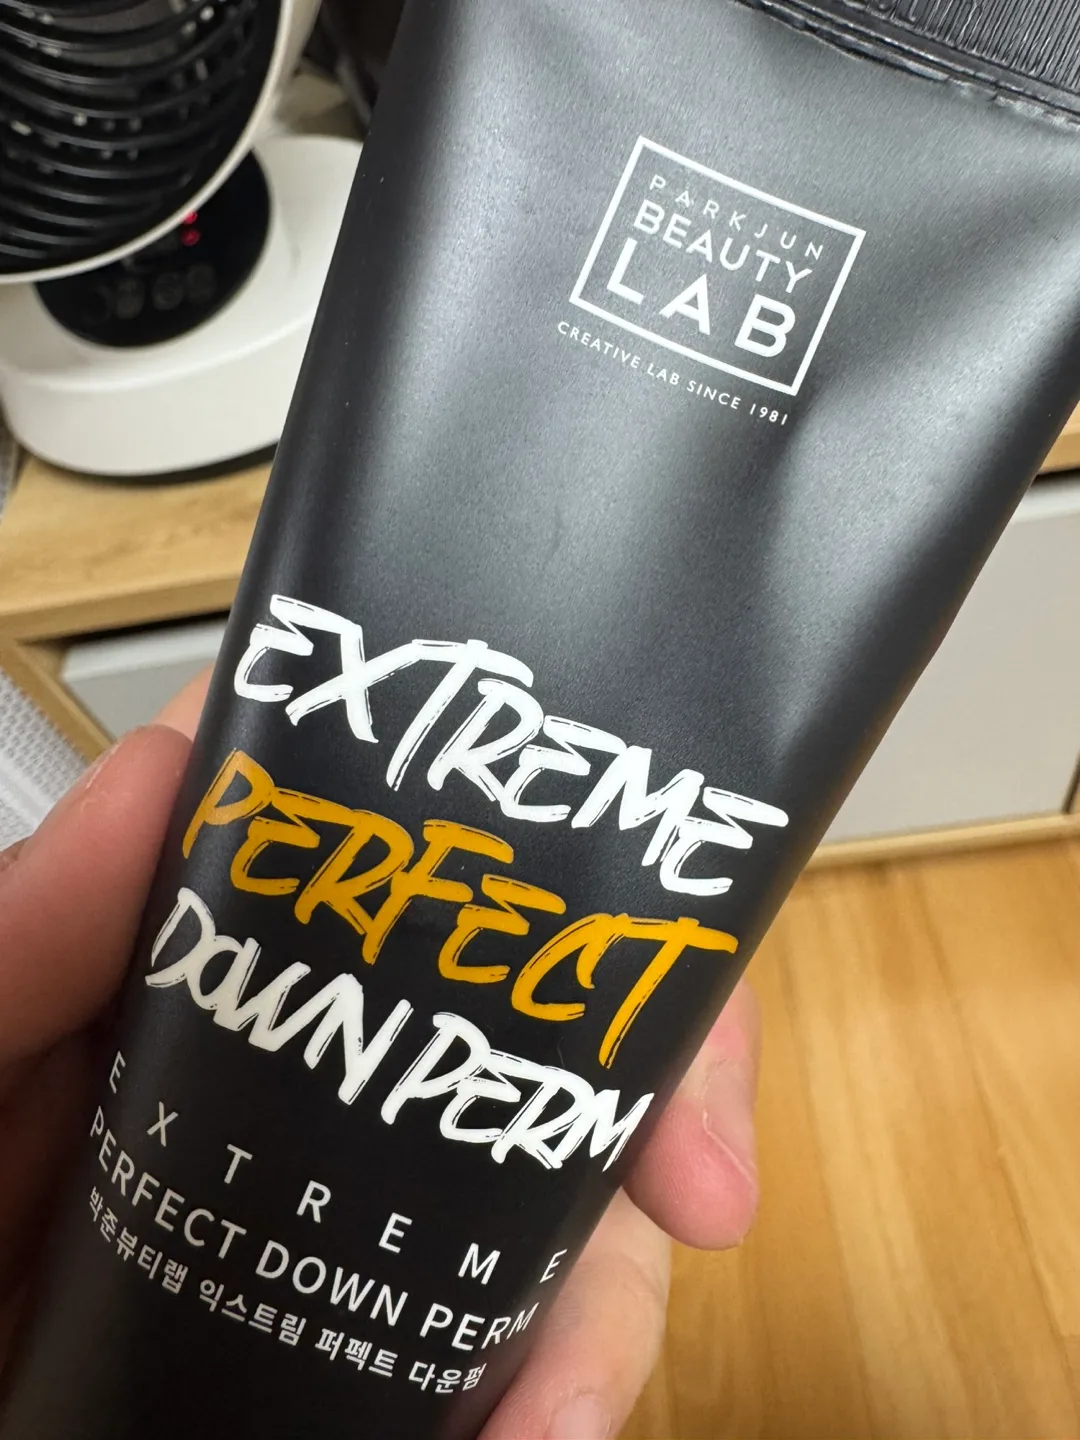 PARKJUN
BEAUTY
LAB
CREATIVE LAB SINCE 1981
EXTREME
PERFECT
DOWN PERM
EXTREME
PERFECT DOWN PERM
박준뷰티랩 익스트림 퍼펙트 다운펌